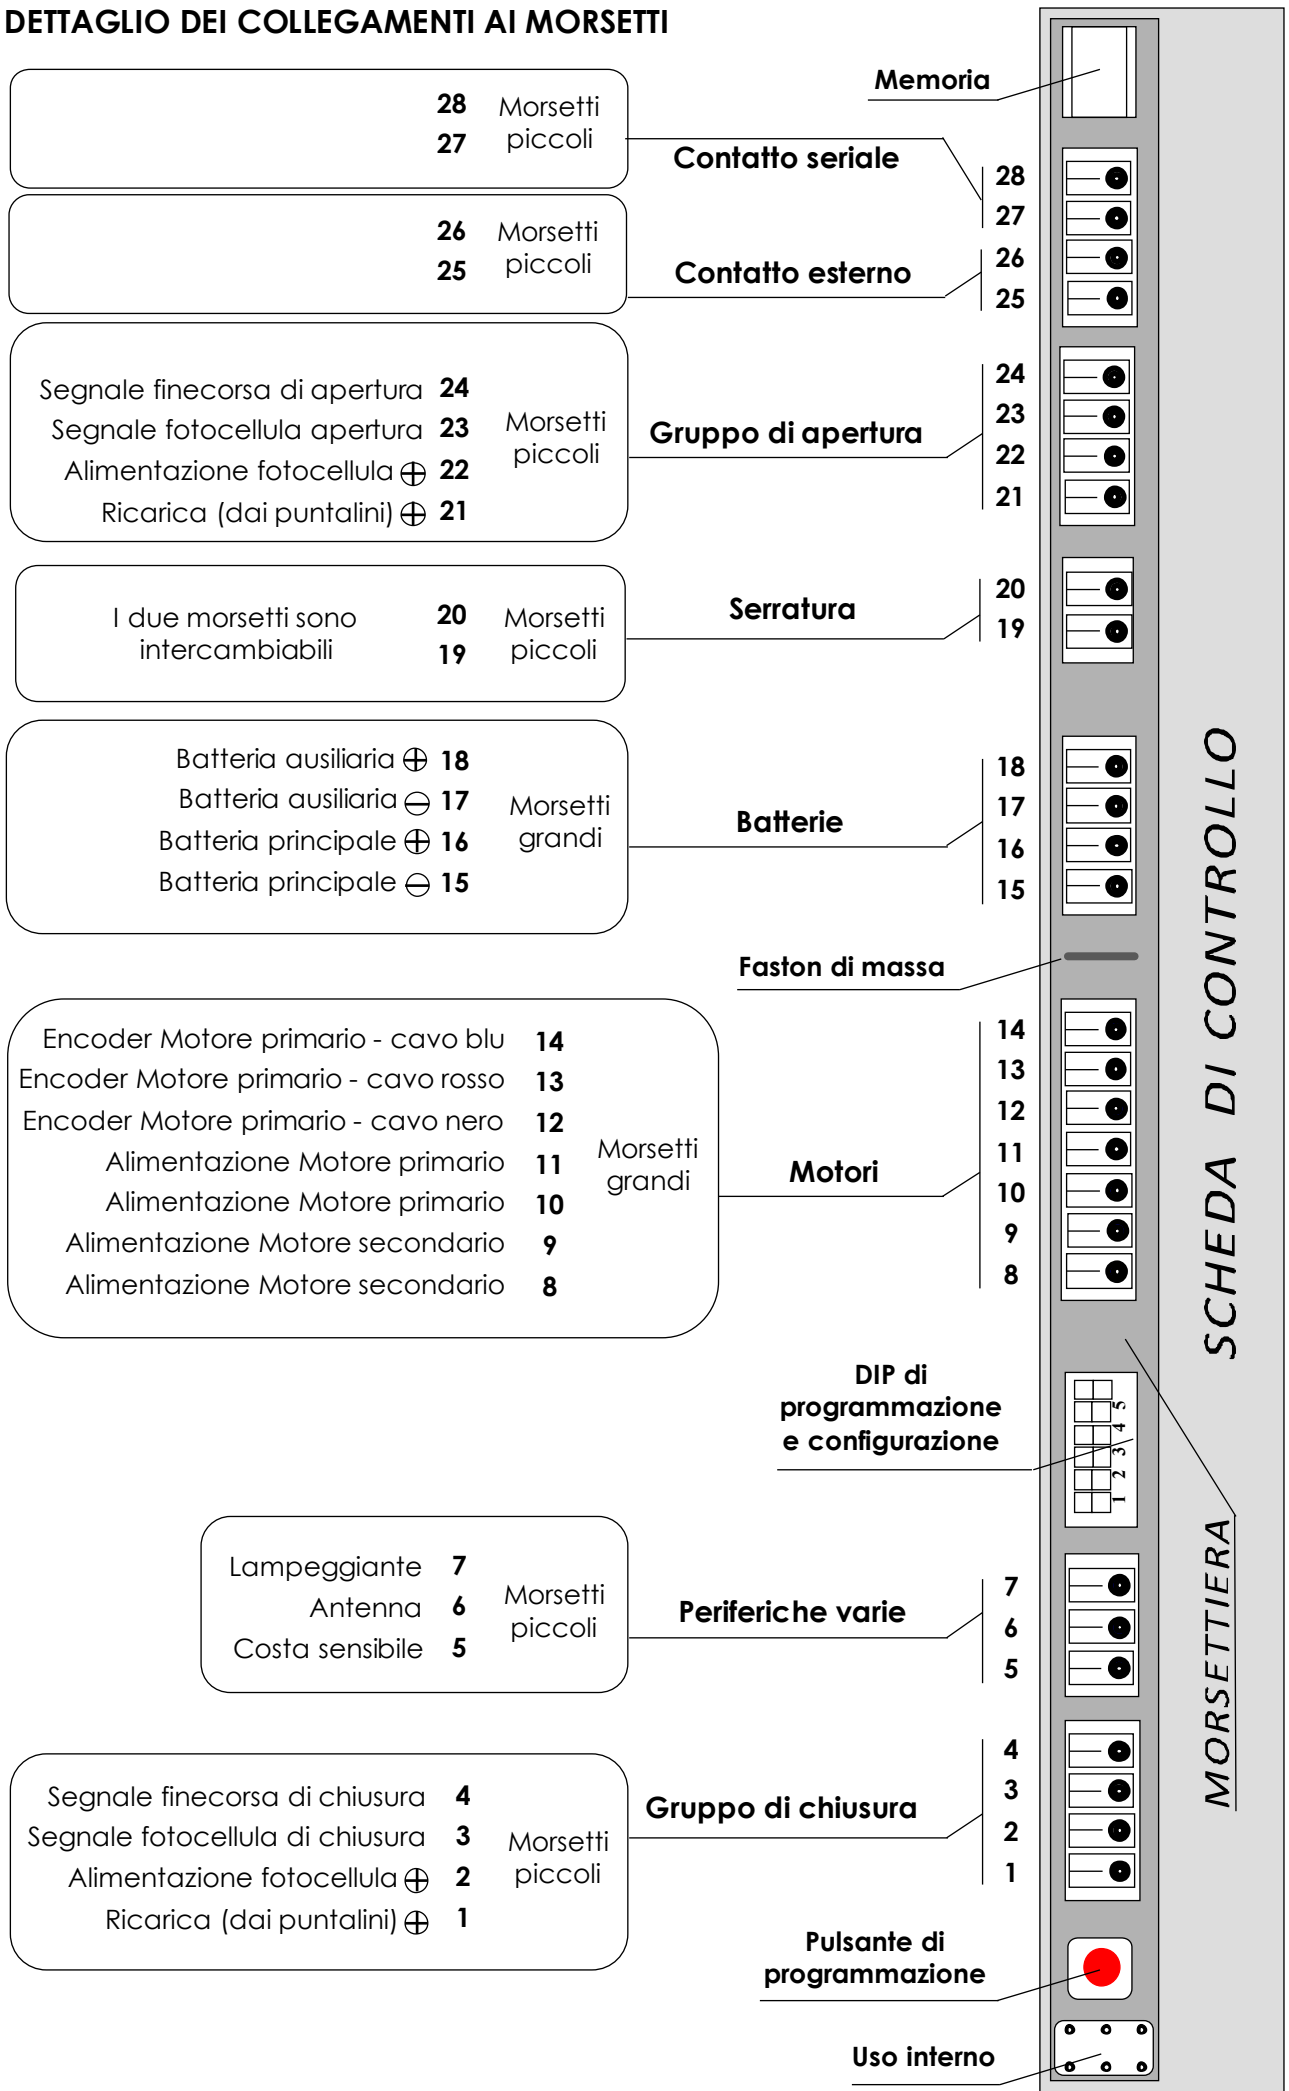 DETTAGLIO DEI COLLEGAMENTI AI MORSETTI
Memoria
28 Morsetti
27 piccoli
Contatto seriale
28
27
26 Morsetti
25 piccoli
Contatto esterno
26
25
Segnale finecorsa di apertura 24
Segnale fotocellula apertura 23
Alimentazione fotocellula ⊕ 22
Ricarica (dai puntalini) ⊕ 21
Morsetti
piccoli
Gruppo di apertura
24
23
22
21
I due morsetti sono
intercambiabili
20 Morsetti
19 piccoli
Serratura
20
19
Batteria ausiliaria ⊕ 18
Batteria ausiliaria ⊖ 17
Batteria principale ⊕ 16
Batteria principale ⊖ 15
Morsetti
grandi
Batterie
18
17
16
15
Faston di massa
Encoder Motore primario - cavo blu 14
Encoder Motore primario - cavo rosso 13
Encoder Motore primario - cavo nero 12
Alimentazione Motore primario 11
Alimentazione Motore primario 10
Alimentazione Motore secondario 9
Alimentazione Motore secondario 8
Morsetti
grandi
Motori
14
13
12
11
10
9
8
DIP di
programmazione
e configurazione
1 2 3 4 5
Lampeggiante 7
Antenna 6
Costa sensibile 5
Morsetti
piccoli
Periferiche varie
7
6
5
Segnale finecorsa di chiusura 4
Segnale fotocellula di chiusura 3
Alimentazione fotocellula ⊕ 2
Ricarica (dai puntalini) ⊕ 1
Morsetti
piccoli
Gruppo di chiusura
4
3
2
1
Pulsante di
programmazione
Uso interno
SCHEDA DI CONTROLLO
MORSETTIERA